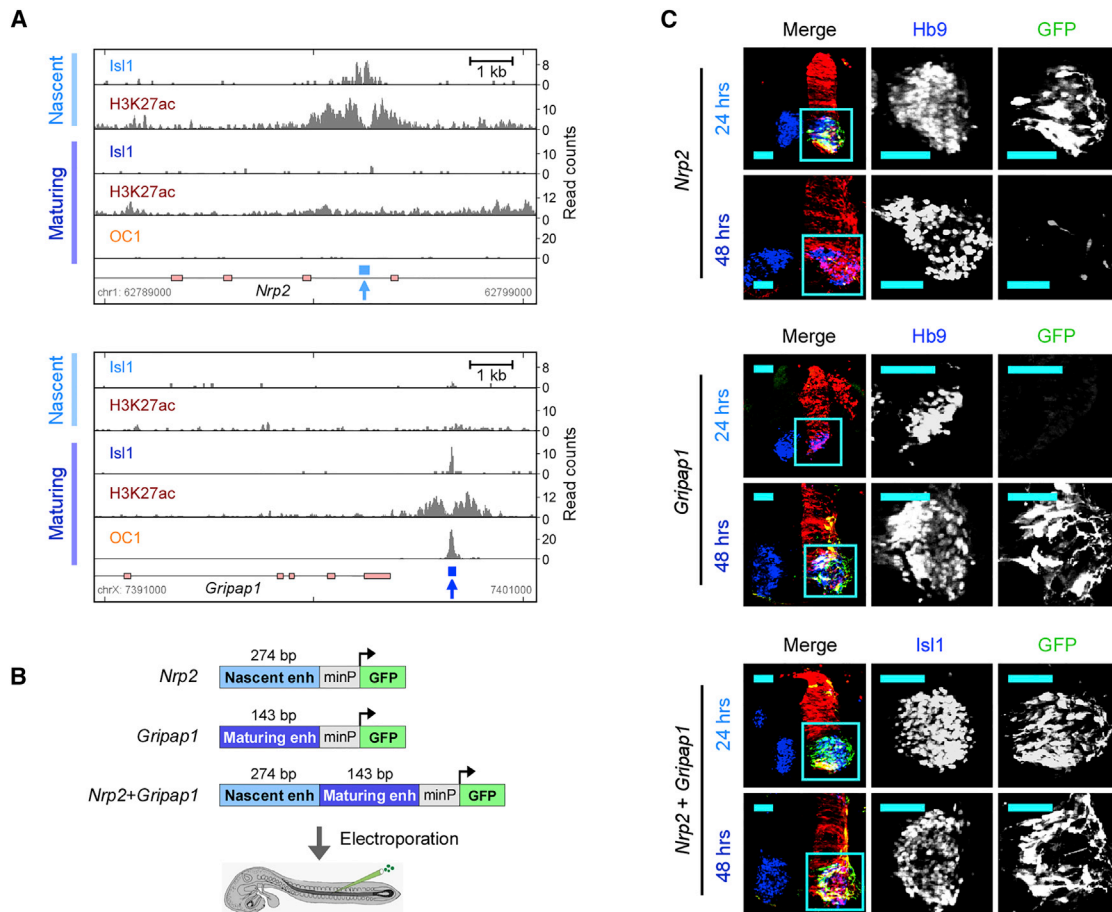 A
Nascent
Maturing
Isl1
H3K27ac
Isl1
H3K27ac
OC1
1 kb
8
0
10
0
10
0
12
0
20
0
Read counts
chr1: 62789000
Nrp2
62799000
Nascent
Maturing
Isl1
H3K27ac
Isl1
H3K27ac
OC1
1 kb
8
0
10
0
10
0
12
0
20
0
Read counts
chrX: 7391000
Gripap1
7401000
B
274 bp
Nrp2
Nascent enh
minP
GFP
143 bp
Gripap1
Maturing enh
minP
GFP
274 bp
143 bp
Nrp2+Gripap1
Nascent enh
Maturing enh
minP
GFP
Electroporation
C
Merge
Hb9
GFP
Nrp2
24 hrs
48 hrs
Merge
Hb9
GFP
Gripap1
24 hrs
48 hrs
Merge
Isl1
GFP
Nrp2 + Gripap1
24 hrs
48 hrs